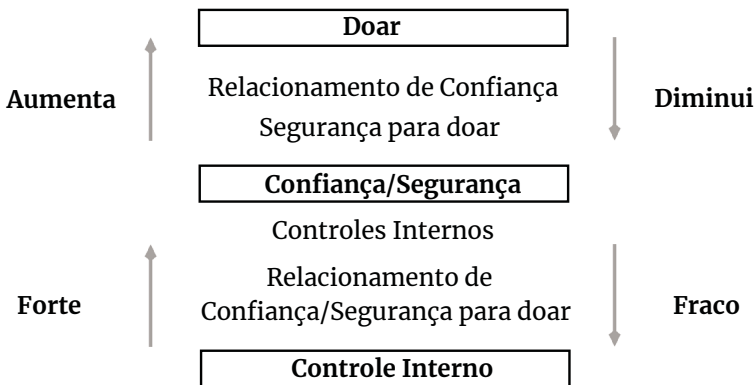 Doar
Aumenta
Relacionamento de Confiança
Segurança para doar
Diminui
Confiança/Segurança
Controles Internos
Forte
Relacionamento de
Confiança/Segurança para doar
Fraco
Controle Interno